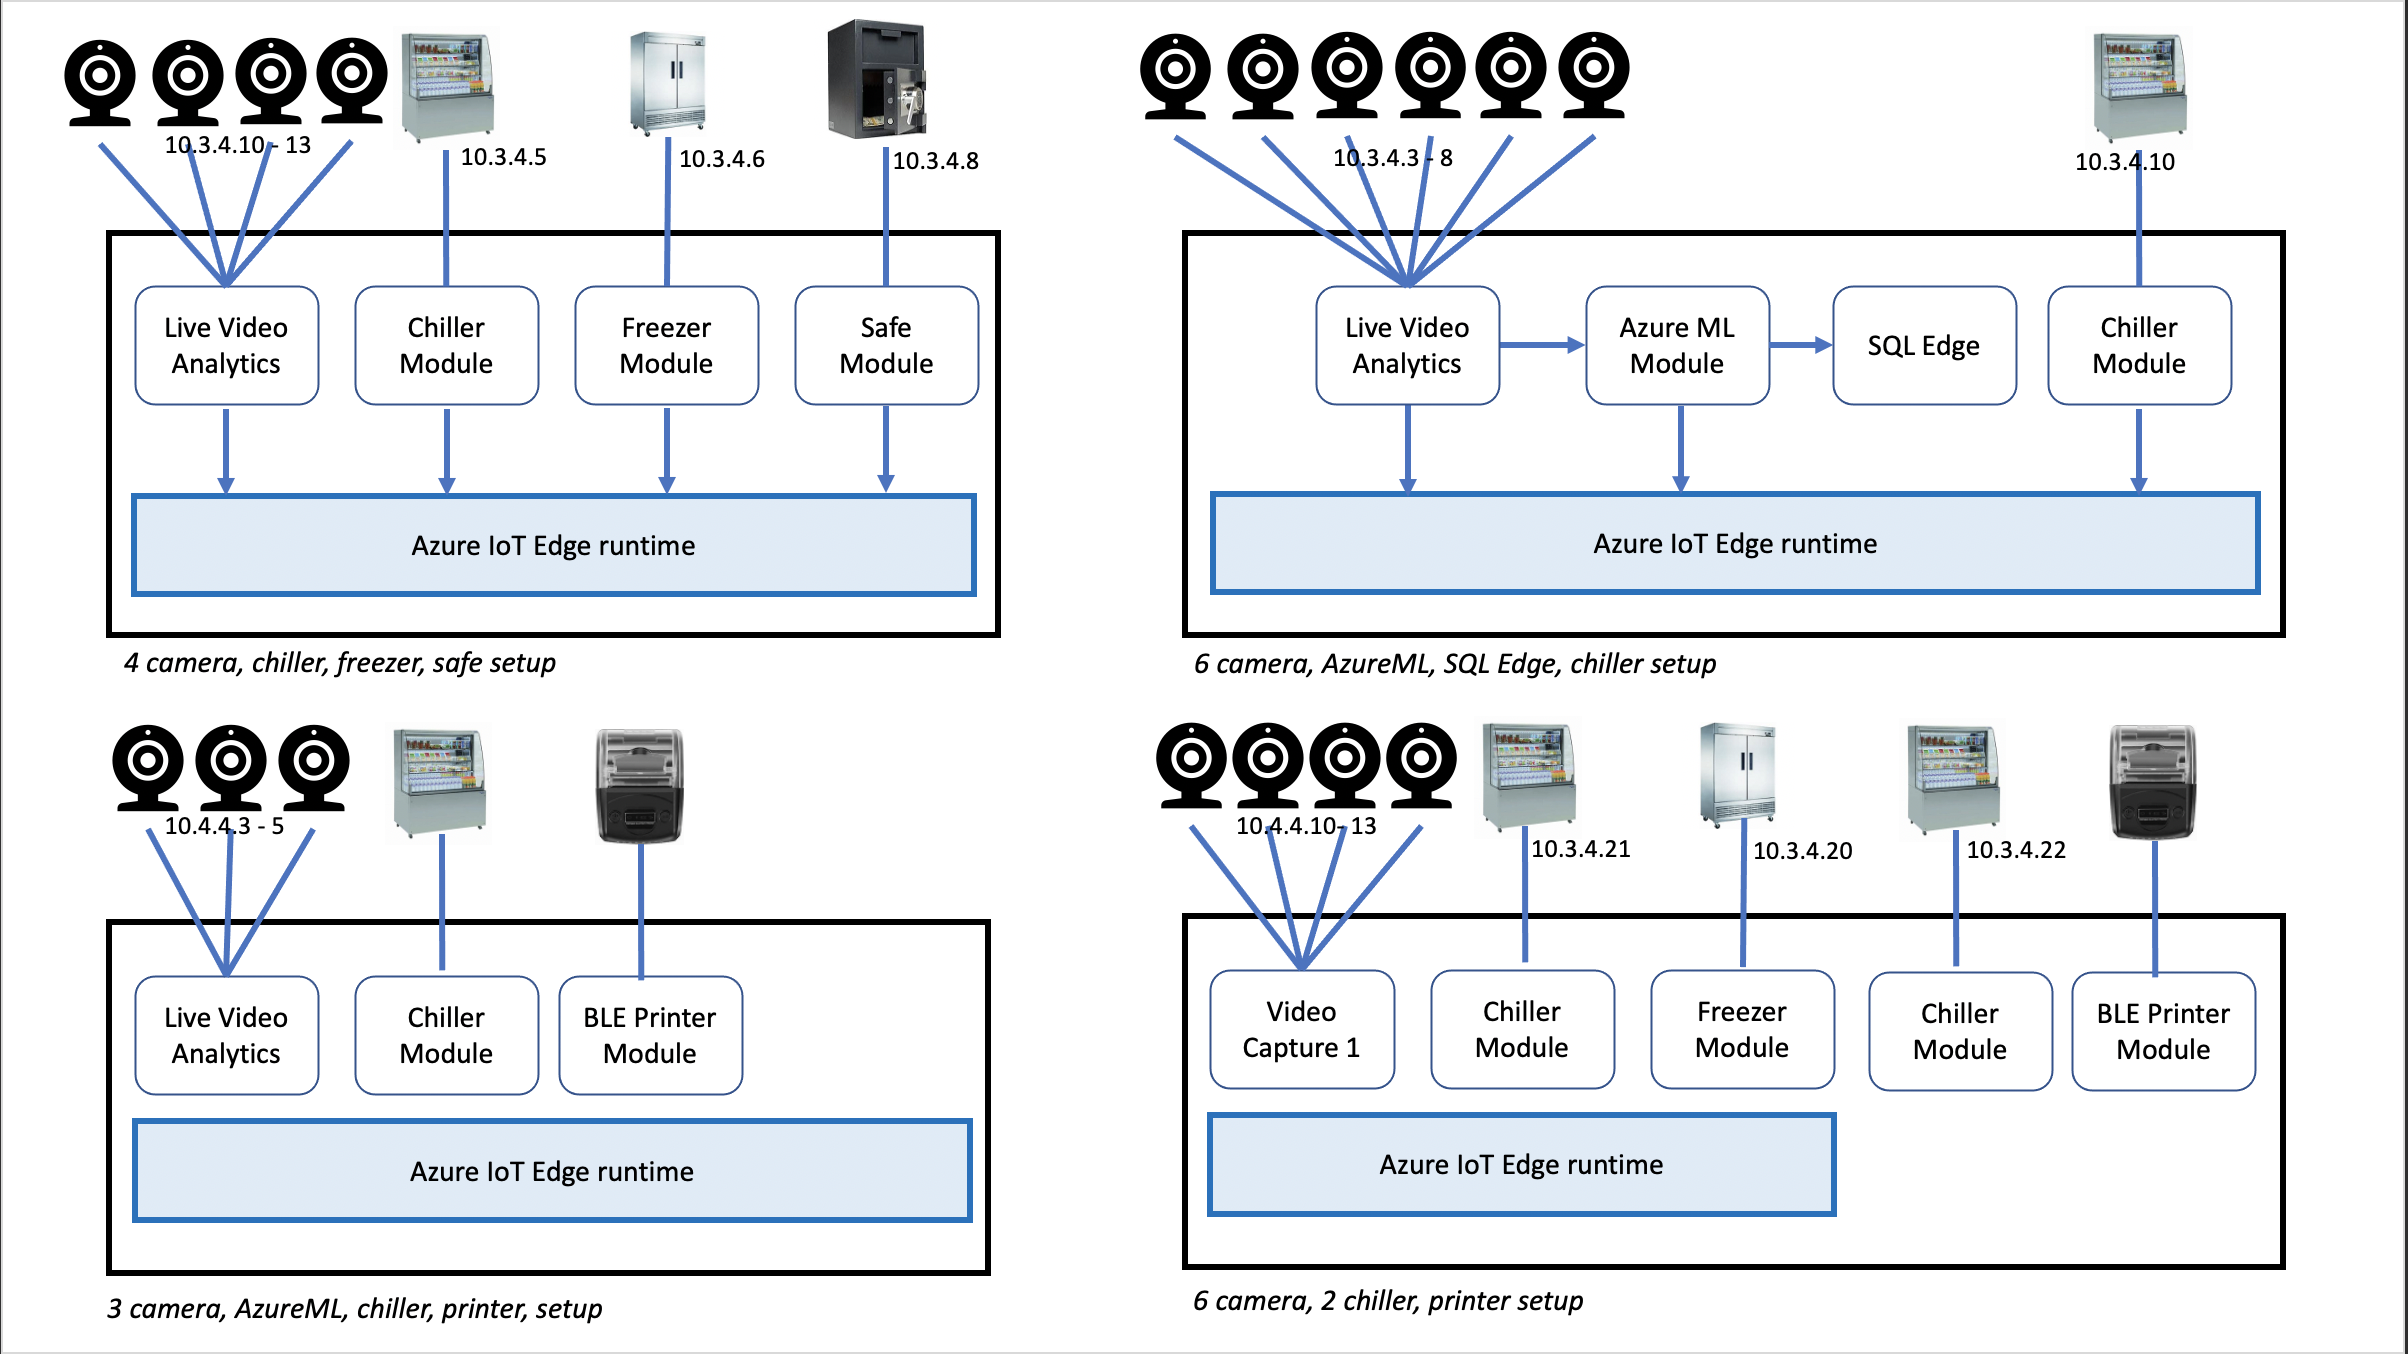 10.3.4.10 - 13
10.3.4.5
10.3.4.6
10.3.4.8
Live Video
Analytics
Chiller
Module
Freezer
Module
Safe
Module
Azure IoT Edge runtime
4 camera, chiller, freezer, safe setup
10.3.4.3 - 8
10.3.4.10
Live Video
Analytics
Azure ML
Module
SQL Edge
Chiller
Module
Azure IoT Edge runtime
6 camera, AzureML, SQL Edge, chiller setup
10.4.4.3 - 5
Live Video
Analytics
Chiller
Module
BLE Printer
Module
Azure IoT Edge runtime
3 camera, AzureML, chiller, printer, setup
10.4.4.10- 13
10.3.4.21
10.3.4.20
10.3.4.22
Video
Capture 1
Chiller
Module
Freezer
Module
Chiller
Module
BLE Printer
Module
Azure IoT Edge runtime
6 camera, 2 chiller, printer setup